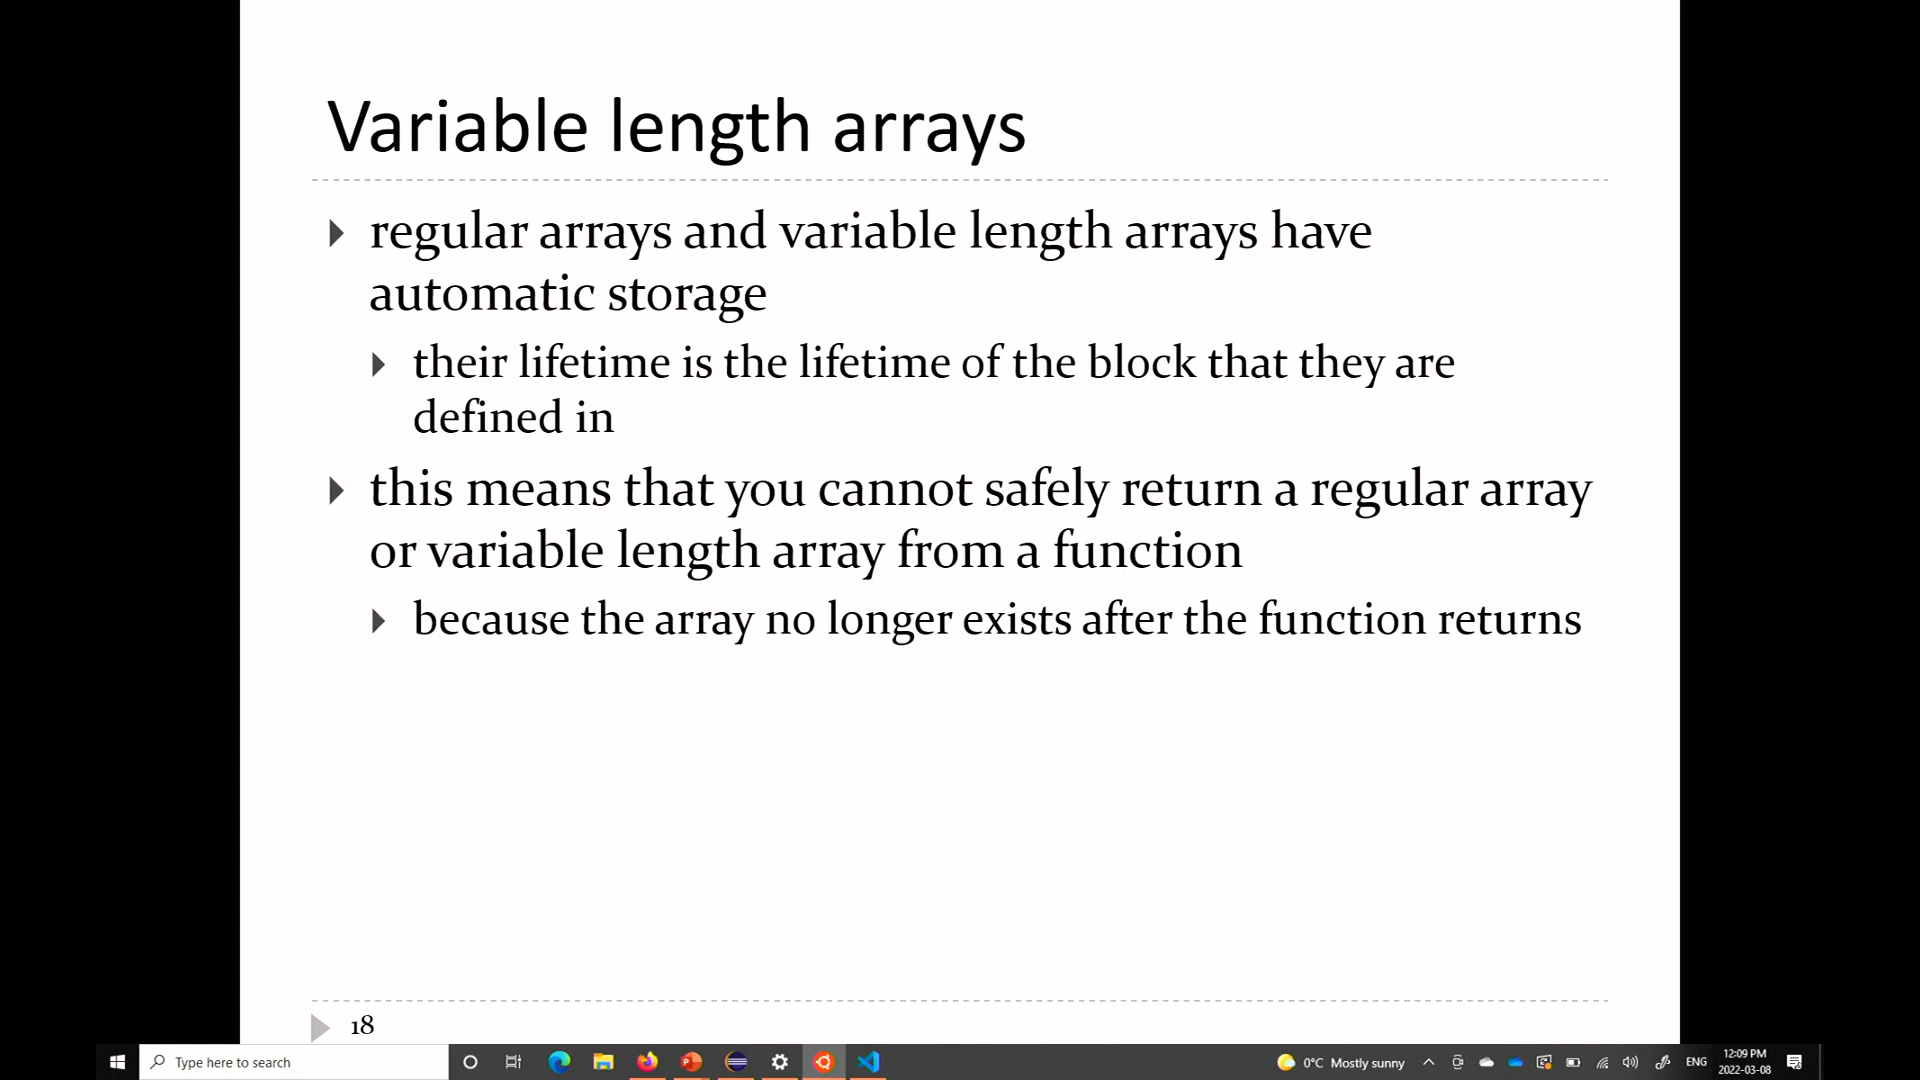 Variable length arrays
regular arrays and variable length arrays have
automatic storage
their lifetime is the lifetime of the block that they are
defined in
this means that you cannot safely return a regular array
or variable length array from a function
because the array no longer exists after the function returns
18
Type here to search
0°C Mostly sunny
ENG
12:09 PM
2022-03-08